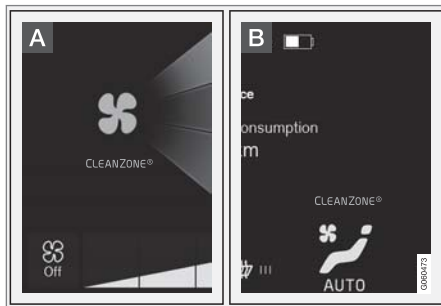 A
CLEANZONE®
Off
B
ce
onsumption
m
CLEANZONE®
AUTO
G060473